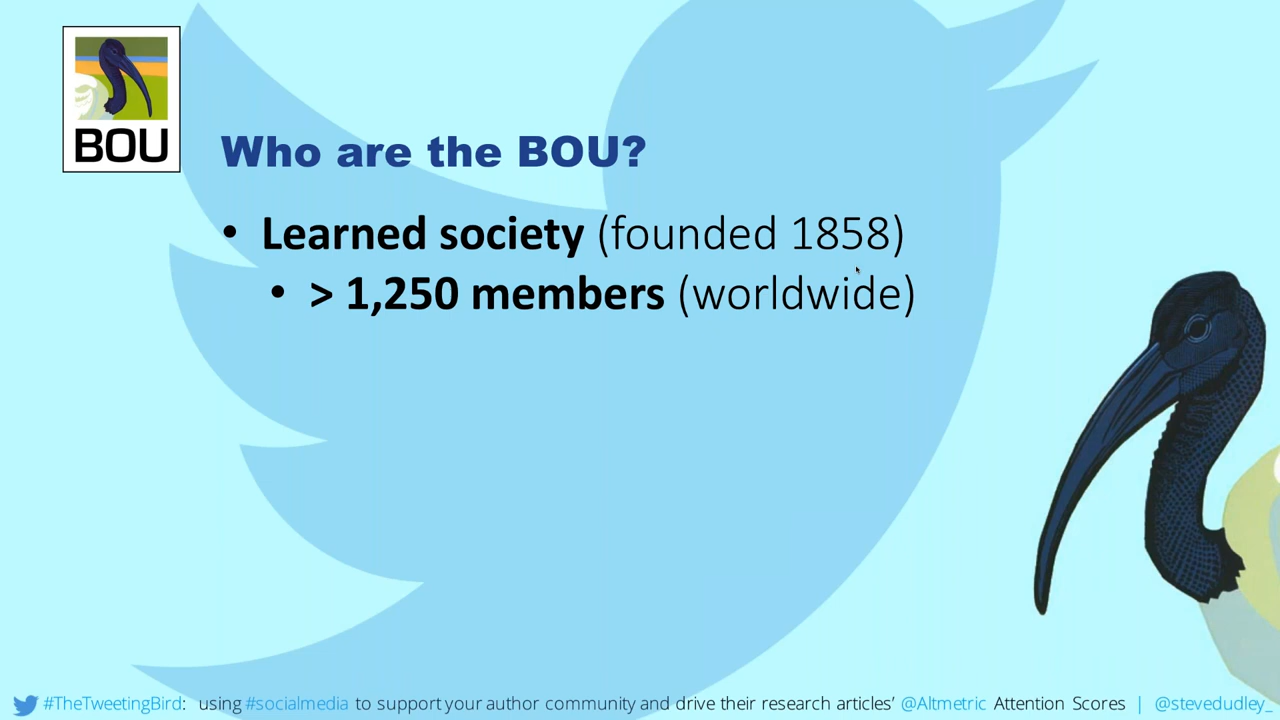 BOU
Who are the BOU?
• Learned society (founded 1858)
• > 1,250 members (worldwide)
#TheTweetingBird: using #socialmedia to support your author community and drive their research articles’ @Altmetric Attention Scores | @stevedudley_